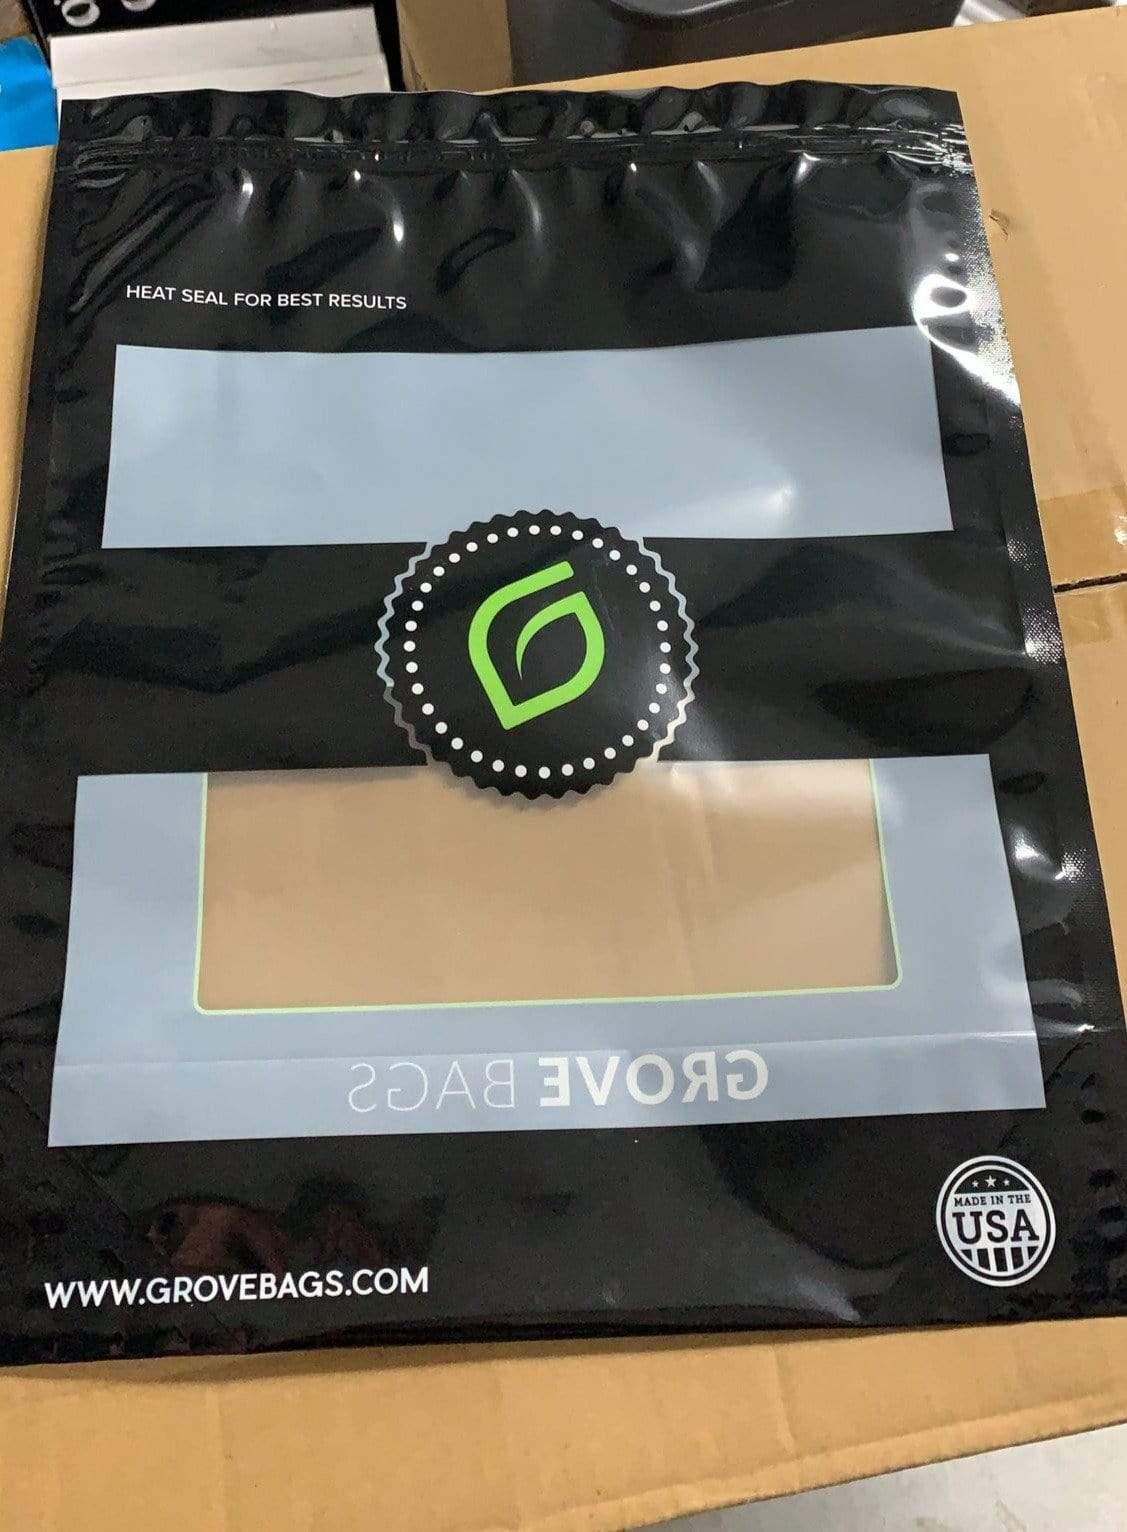 HEAT SEAL FOR BEST RESULTS
GROVE BAGS
MADE IN THE
USA
WWW.GROVEBAGS.COM